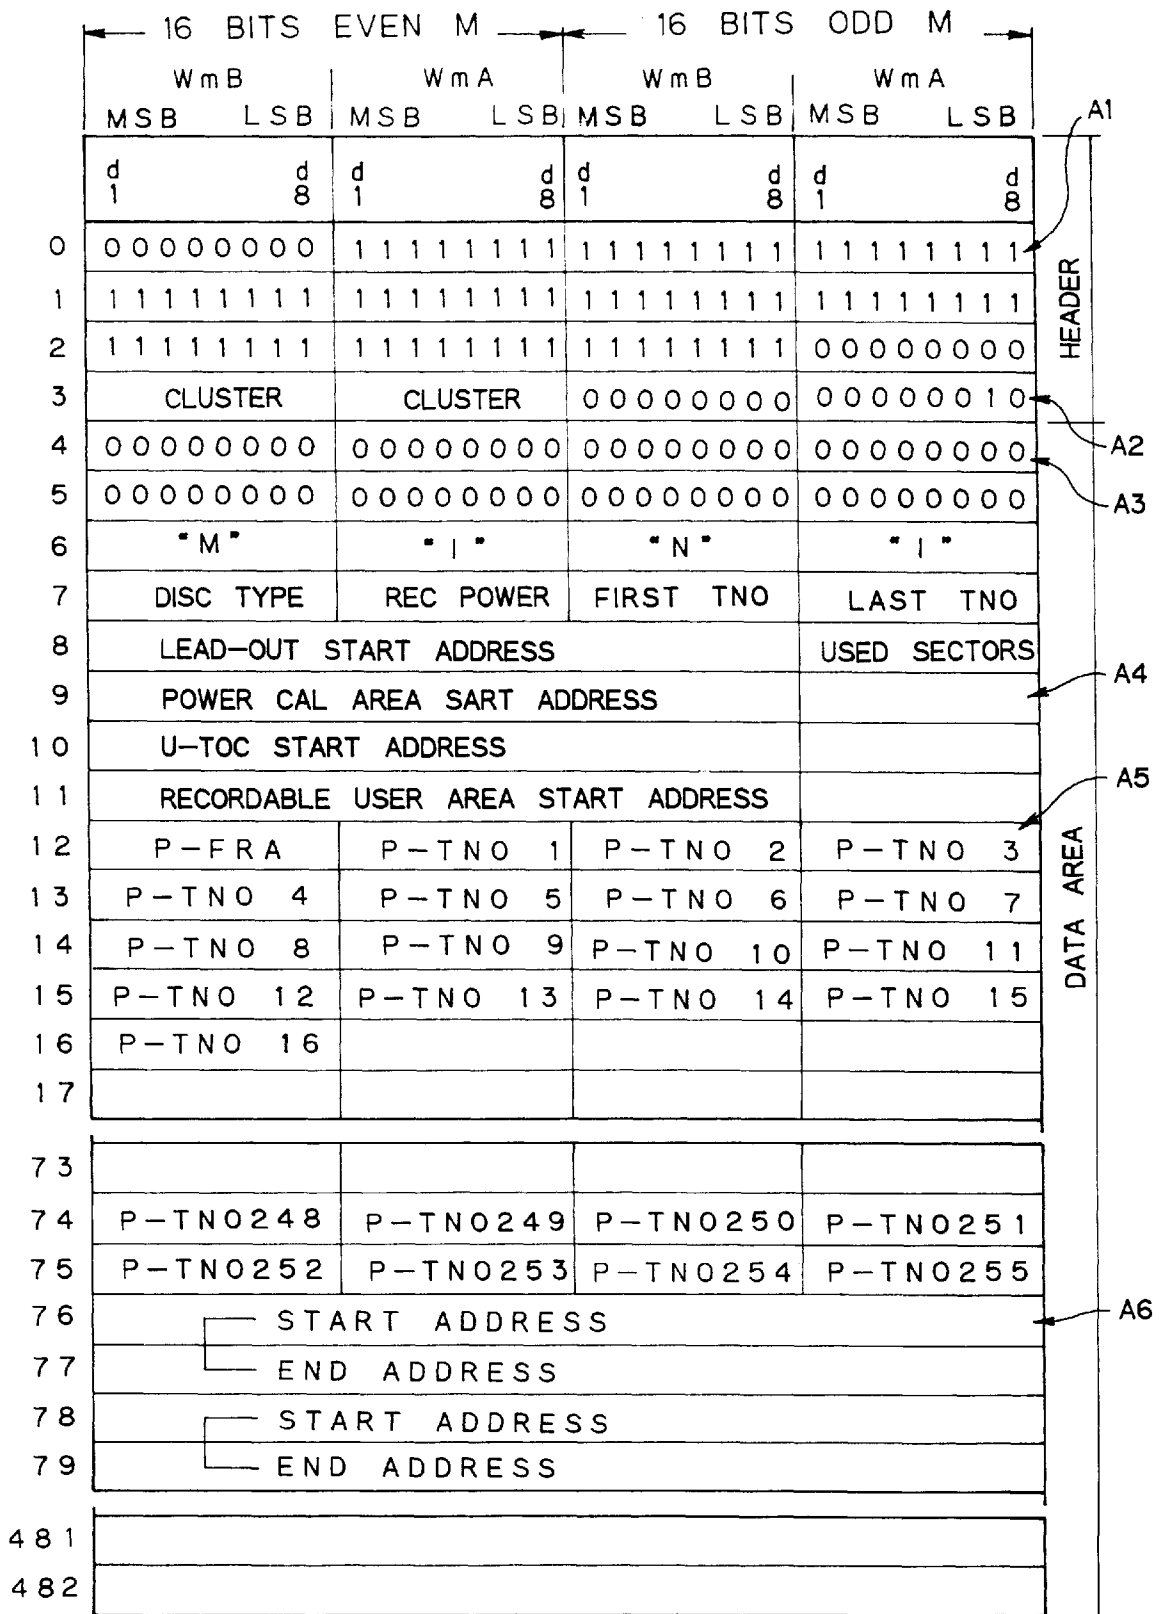 16 BITS EVEN M 16 BITS ODD M
WmB WmA WmB WmA
MSB LSB MSB LSB MSB LSB MSB LSB A1
d d d d d d d d
1 8 1 8 1 8 1 8
0 00000000 11111111 11111111 11111111
1 11111111 11111111 11111111 11111111
2 11111111 11111111 11111111 00000000
HEADER
3 CLUSTER CLUSTER 00000000 00000010
4 00000000 00000000 00000000 00000000 A2
5 00000000 00000000 00000000 00000000 A3
6 "M" "I" "N" "I"
7 DISC TYPE REC POWER FIRST TNO LAST TNO
8 LEAD-OUT START ADDRESS USED SECTORS
9 POWER CAL AREA SART ADDRESS A4
10 U-TOC START ADDRESS
11 RECORDABLE USER AREA START ADDRESS A5
12 P-FRA P-TNO 1 P-TNO 2 P-TNO 3
13 P-TNO 4 P-TNO 5 P-TNO 6 P-TNO 7
14 P-TNO 8 P-TNO 9 P-TNO 10 P-TNO 11
DATA AREA
15 P-TNO 12 P-TNO 13 P-TNO 14 P-TNO 15
16 P-TNO 16
17
73
74 P-TNO248 P-TNO249 P-TNO250 P-TNO251
75 P-TNO252 P-TNO253 P-TNO254 P-TNO255
76 START ADDRESS A6
77 END ADDRESS
78 START ADDRESS
79 END ADDRESS
481
482